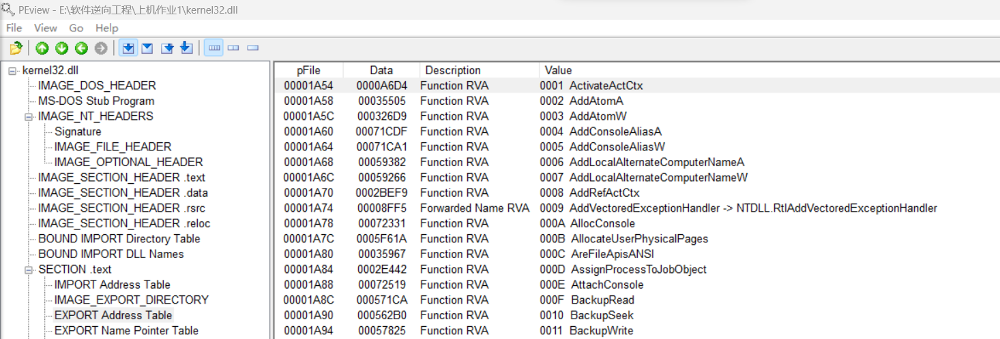 PEview - E:\软件逆向工程\上机作业1\kernel32.dll
File View Go Help
kernel32.dll
IMAGE_DOS_HEADER
MS-DOS Stub Program
IMAGE_NT_HEADERS
Signature
IMAGE_FILE_HEADER
IMAGE_OPTIONAL_HEADER
IMAGE_SECTION_HEADER .text
IMAGE_SECTION_HEADER .data
IMAGE_SECTION_HEADER .rsrc
IMAGE_SECTION_HEADER .reloc
BOUND IMPORT Directory Table
BOUND IMPORT DLL Names
SECTION .text
IMPORT Address Table
IMAGE_EXPORT_DIRECTORY
EXPORT Address Table
EXPORT Name Pointer Table
pFile Data Description Value
00001A54 0000A6D4 Function RVA 0001 ActivateActCtx
00001A58 00035505 Function RVA 0002 AddAtomA
00001A5C 000326D9 Function RVA 0003 AddAtomW
00001A60 00071CDF Function RVA 0004 AddConsoleAliasA
00001A64 00071CA1 Function RVA 0005 AddConsoleAliasW
00001A68 00059382 Function RVA 0006 AddLocalAlternateComputerNameA
00001A6C 00059266 Function RVA 0007 AddLocalAlternateComputerNameW
00001A70 0002BEF9 Function RVA 0008 AddRefActCtx
00001A74 00008FF5 Forwarded Name RVA 0009 AddVectoredExceptionHandler -> NTDLL.RtlAddVectoredExceptionHandler
00001A78 00072331 Function RVA 000A AllocConsole
00001A7C 0005F61A Function RVA 000B AllocateUserPhysicalPages
00001A80 00035967 Function RVA 000C AreFileApisANSI
00001A84 0002E442 Function RVA 000D AssignProcessToJobObject
00001A88 00072519 Function RVA 000E AttachConsole
00001A8C 000571CA Function RVA 000F BackupRead
00001A90 000562B0 Function RVA 0010 BackupSeek
00001A94 00057825 Function RVA 0011 BackupWrite